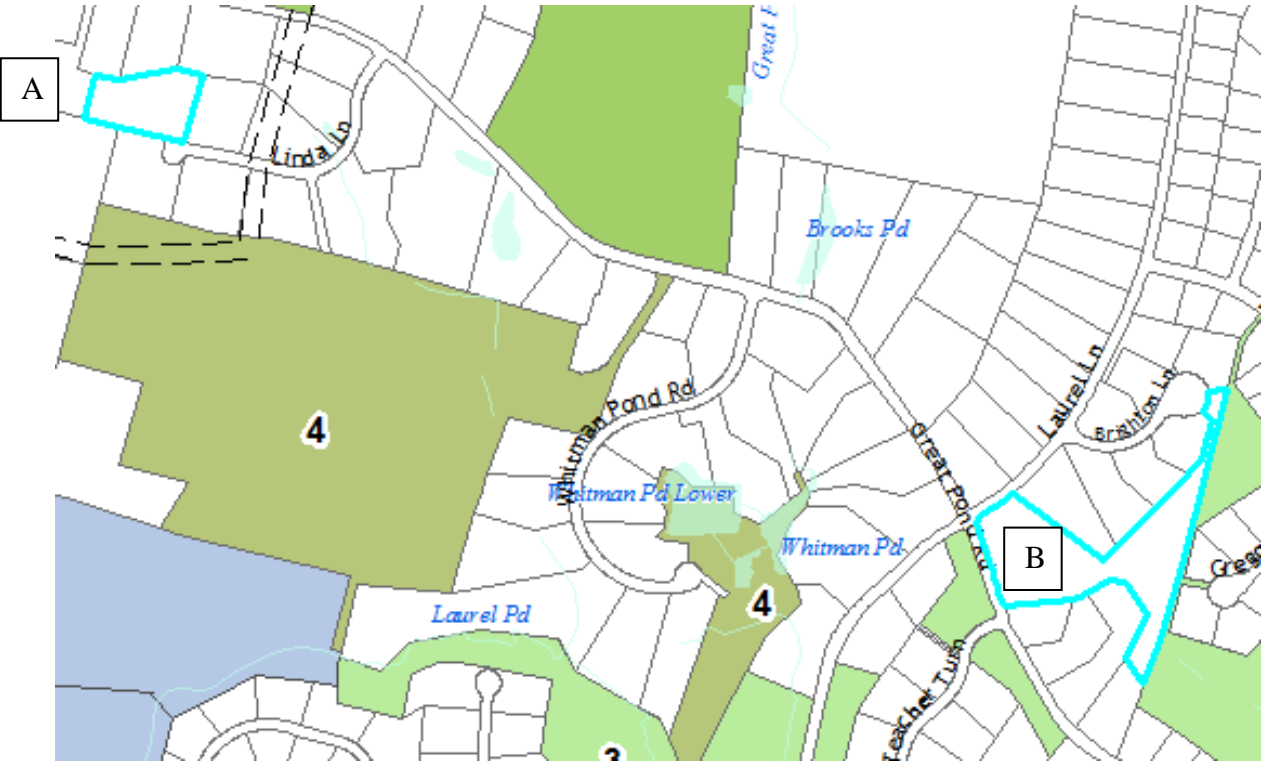 Great P
A
Linda Ln
Brooks Pd
Laurel Ln
Brighton Ln
Whitman Pond Rd
4
Great Pond Rd
Whitman Pd Lower
Whitman Pd
B
Grego
4
Laurel Pd
Teacher Turn
3